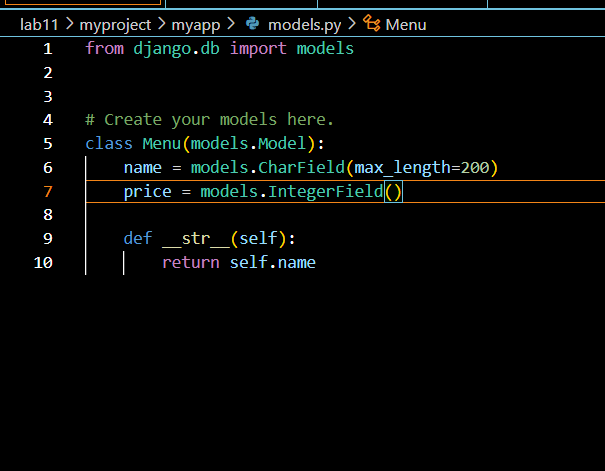 lab11 > myproject > myapp > models.py > Menu
1 from django.db import models
2
3
4 # Create your models here.
5 class Menu(models.Model):
6     name = models.CharField(max_length=200)
7     price = models.IntegerField()
8
9     def __str__(self):
10         return self.name